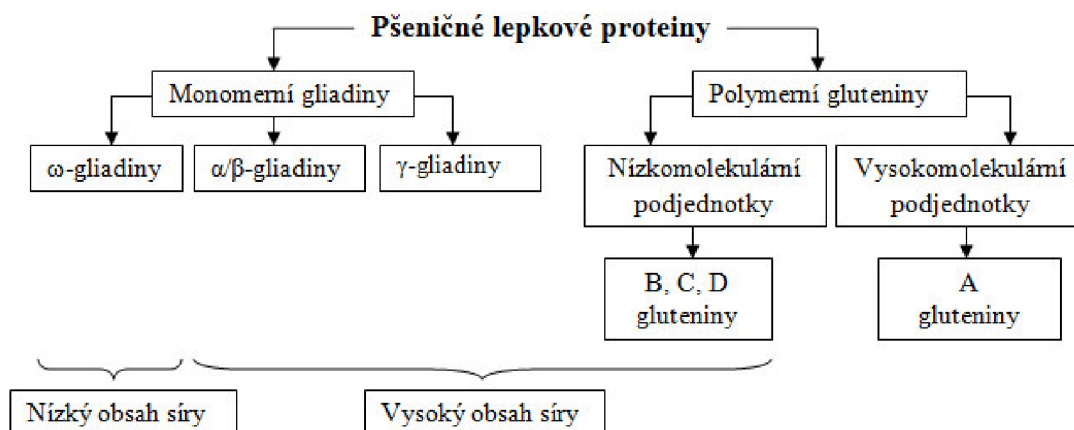 Pšeničné lepkové proteiny
Monomerní gliadiny
Polymerní gluteniny
ω-gliadiny
α/β-gliadiny
γ-gliadiny
Nízkomolekulární
podjednotky
Vysokomolekulární
podjednotky
B, C, D
gluteniny
A
gluteniny
Nízký obsah síry
Vysoký obsah síry